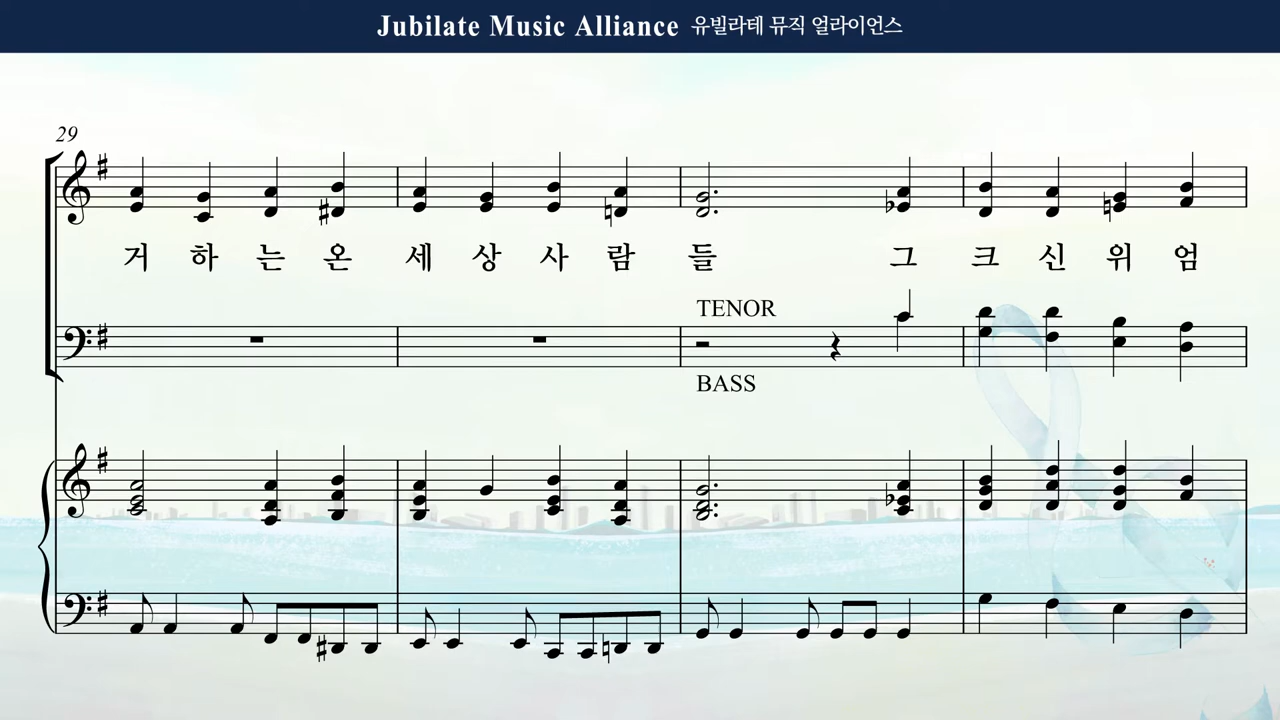 Jubilate Music Alliance 유빌라테 뮤직 얼라이언스
29
거 하 는 온 세 상 사 람 들 그 크 신 위 엄
TENOR
BASS